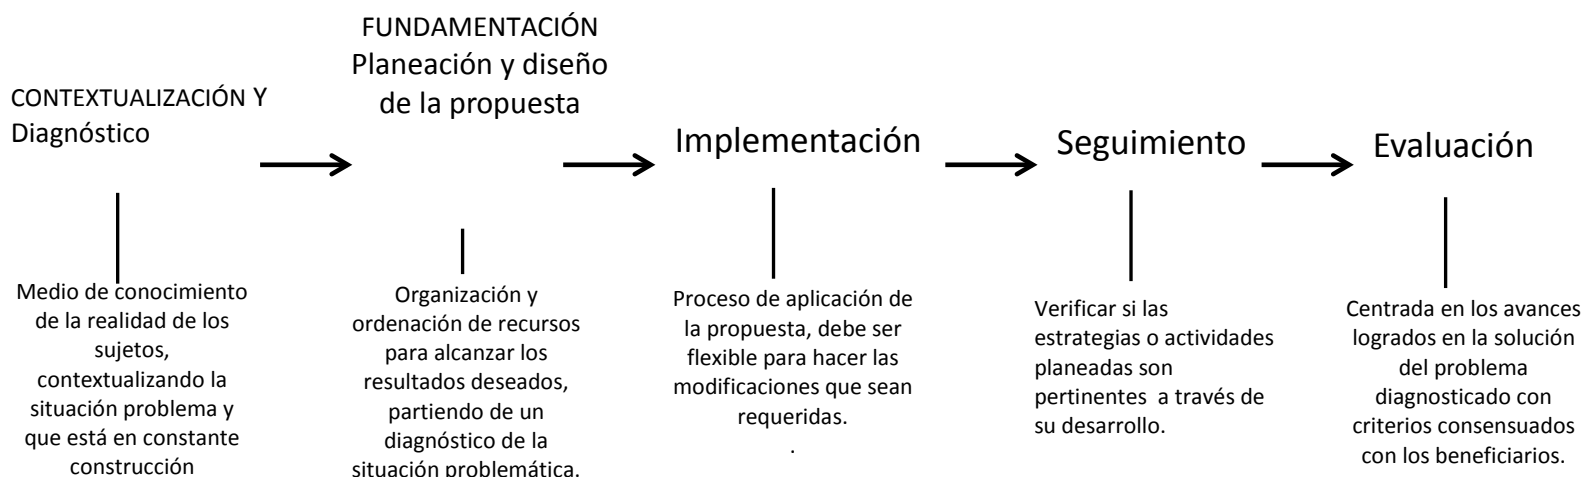 CONTEXTUALIZACIÓN Y
Diagnóstico
FUNDAMENTACIÓN
Planeación y diseño
de la propuesta
Implementación
Seguimiento
Evaluación
Medio de conocimiento
de la realidad de los
sujetos,
contextualizando la
situación problema y
que está en constante
construcción
Organización y
ordenación de recursos
para alcanzar los
resultados deseados,
partiendo de un
diagnóstico de la
situación problemática.
Proceso de aplicación de
la propuesta, debe ser
flexible para hacer las
modificaciones que sean
requeridas.
.
Verificar si las
estrategias o actividades
planeadas son
pertinentes a través de
su desarrollo.
Centrada en los avances
logrados en la solución
del problema
diagnosticado con
criterios consensuados
con los beneficiarios.